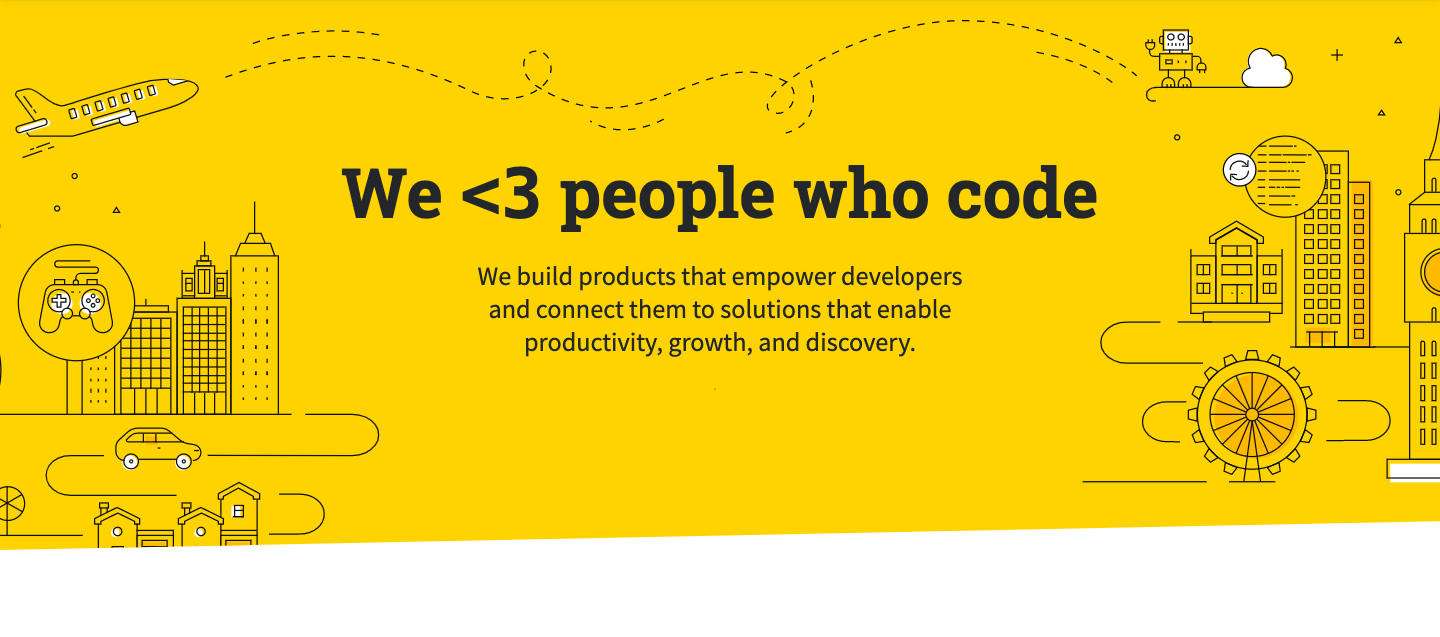 We <3 people who code
We build products that empower developers
and connect them to solutions that enable
productivity, growth, and discovery.